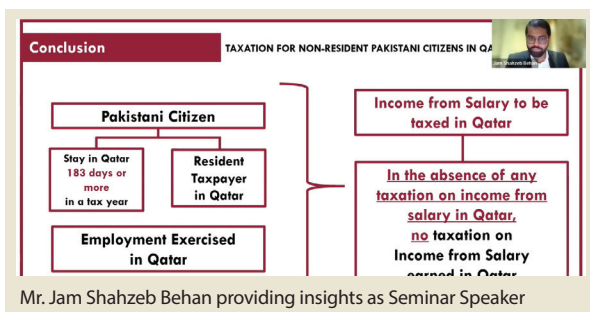 Conclusion
TAXATION FOR NON-RESIDENT PAKISTANI CITIZENS IN
Jam Shahzeb Behan
Pakistani Citizen
Stay in Qatar
183 days or
more
in a tax year
Resident
Taxpayer
in Qatar
Employment Exercised
in Qatar
Income from Salary to be
taxed in Qatar
In the absence of any
taxation on income from
salary in Qatar,
no taxation on
Income from Salary
earned in Qatar
Mr. Jam Shahzeb Behan providing insights as Seminar Speaker